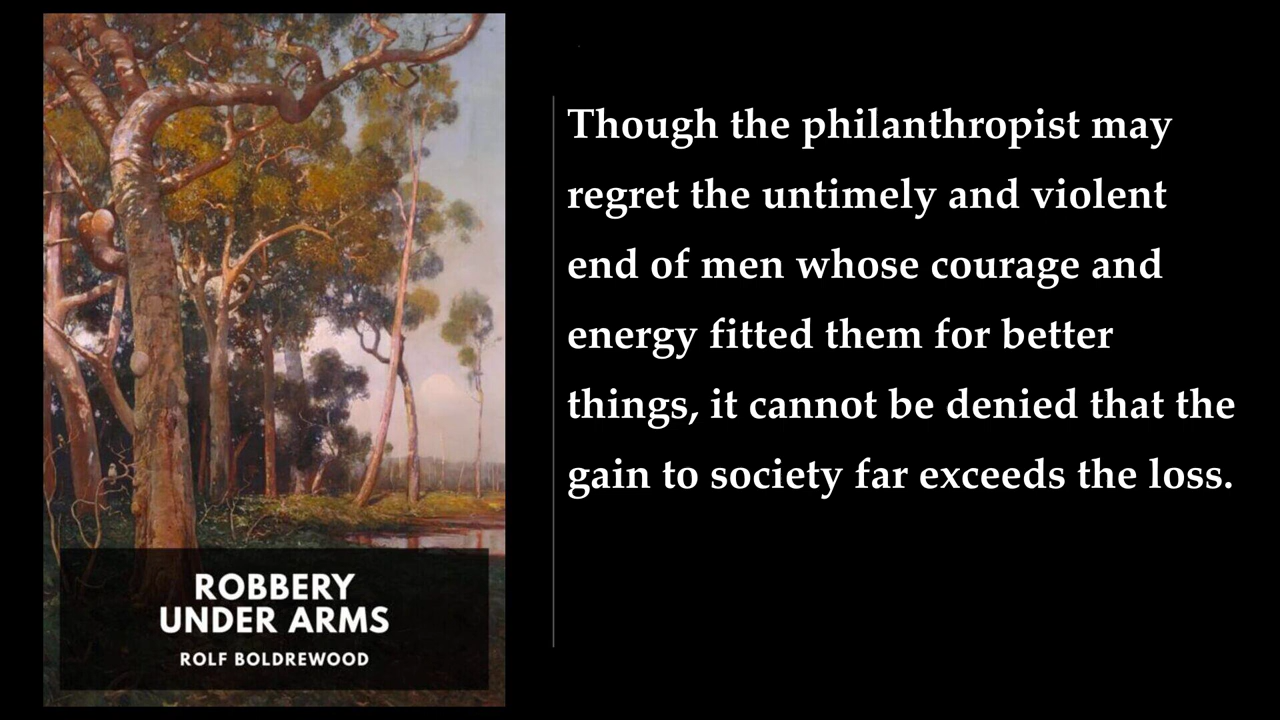 ROBBERY
UNDER ARMS
ROLF BOLDREWOOD
Though the philanthropist may
regret the untimely and violent
end of men whose courage and
energy fitted them for better
things, it cannot be denied that the
gain to society far exceeds the loss.